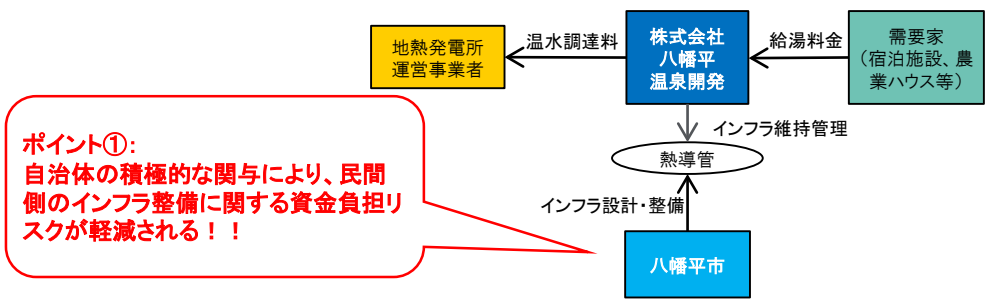 地熱発電所
運営事業者
温水調達料
株式会社
八幡平
温泉開発
給湯料金
需要家
（宿泊施設、農
業ハウス等）
インフラ維持管理
熱導管
インフラ設計・整備
八幡平市
ポイント①：
自治体の積極的な関与により、民間
側のインフラ整備に関する資金負担リ
スクが軽減される！！